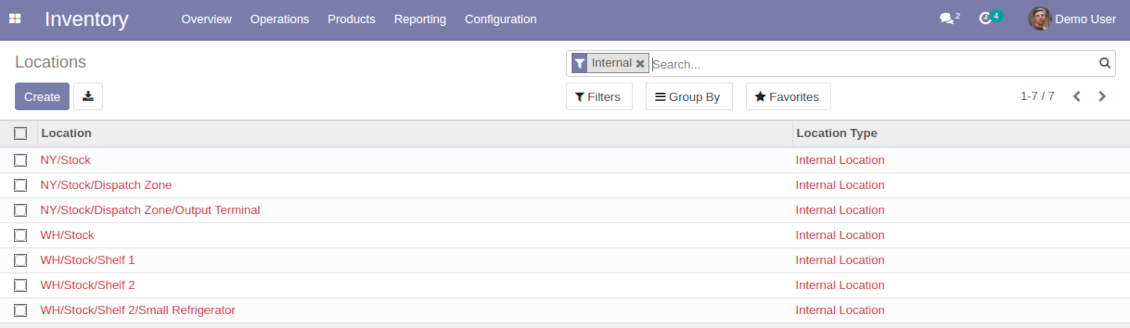 Inventory Overview Operations Products Reporting Configuration 2 4 Demo User
Locations Internal Search...
Create Filters Group By Favorites 1-7 / 7
Location Location Type
NY/Stock Internal Location
NY/Stock/Dispatch Zone Internal Location
NY/Stock/Dispatch Zone/Output Terminal Internal Location
WH/Stock Internal Location
WH/Stock/Shelf 1 Internal Location
WH/Stock/Shelf 2 Internal Location
WH/Stock/Shelf 2/Small Refrigerator Internal Location